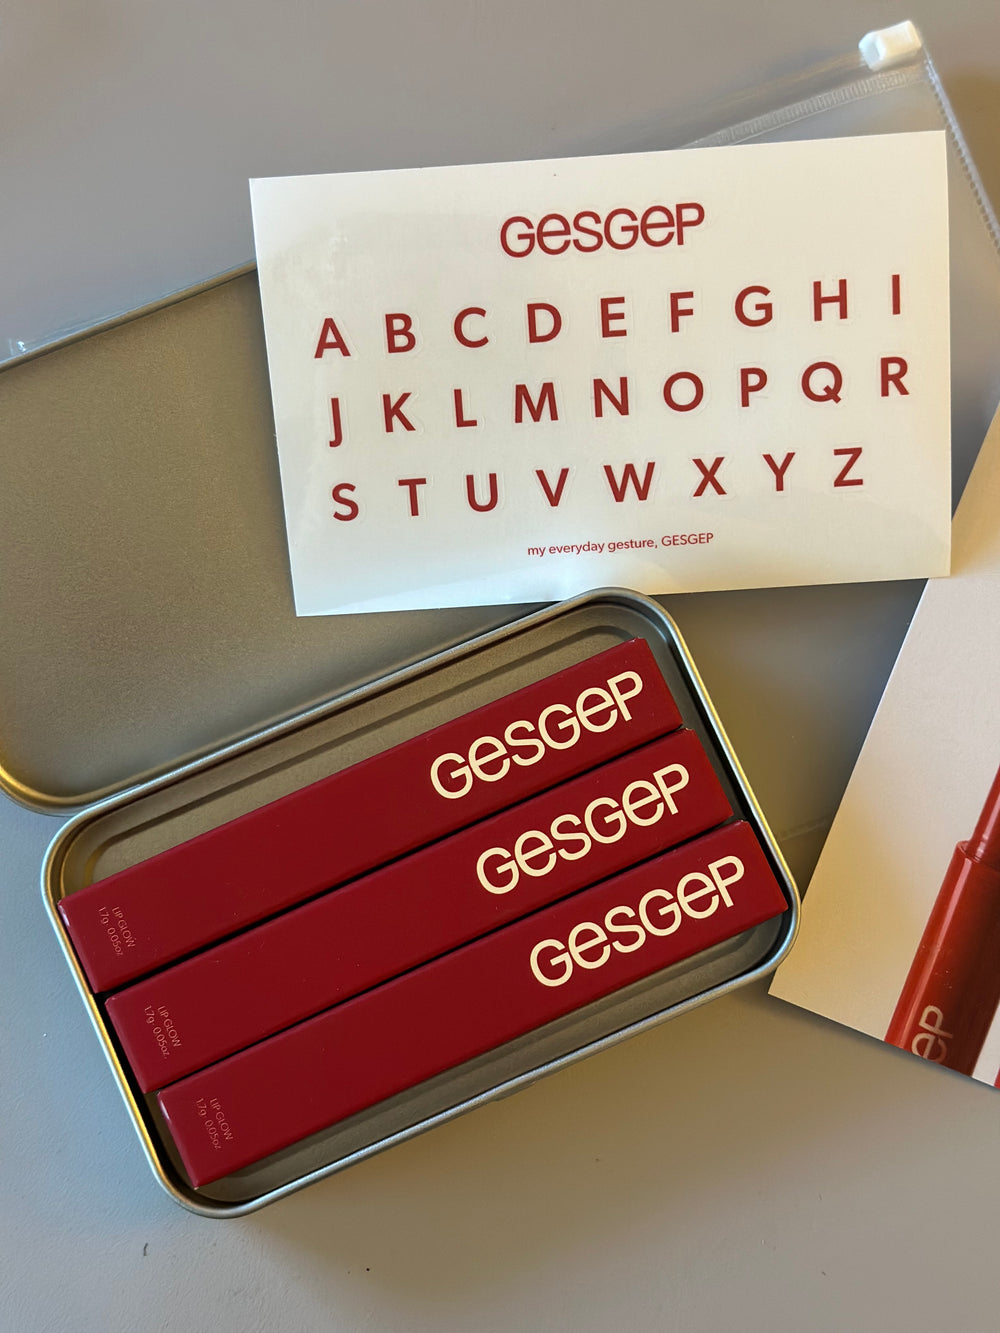 GESGEP
A B C D E F G H I
J K L M N O P Q R
S T U V W X Y Z
my everyday gesture, GESGEP
GESGEP
LIP GLOW
1.7g · 0.05oz
GESGEP
LIP GLOW
1.7g · 0.05oz
GESGEP
LIP GLOW
1.7g · 0.05oz
GEP